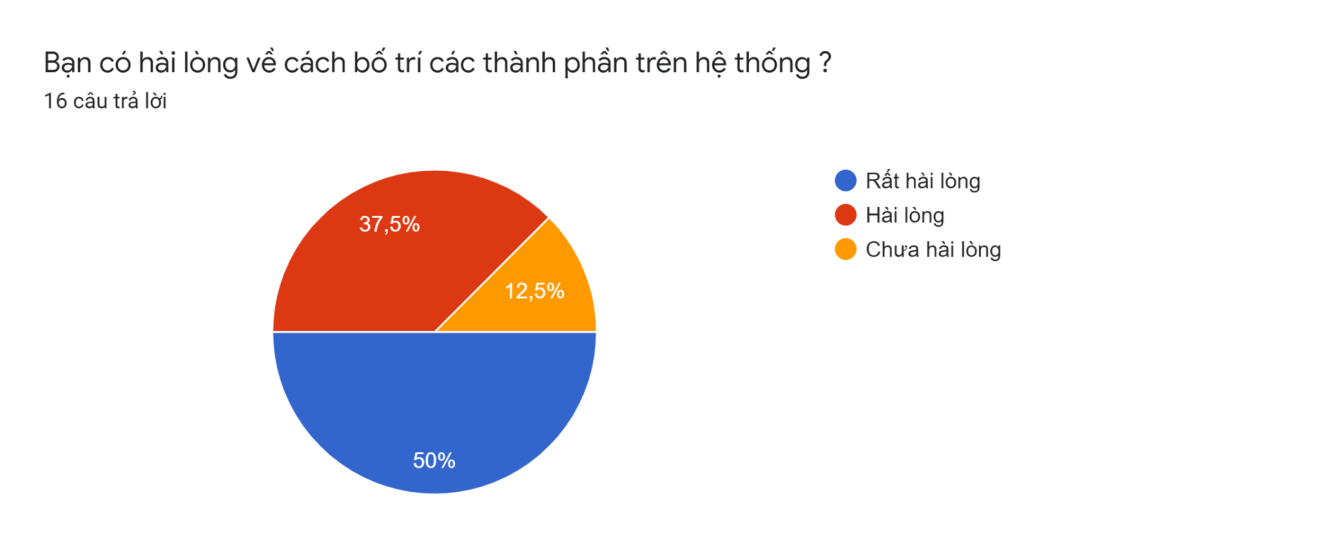 Bạn có hài lòng về cách bố trí các thành phần trên hệ thống ?
16 câu trả lời
Rất hài lòng
Hài lòng
Chưa hài lòng
37,5%
12,5%
50%